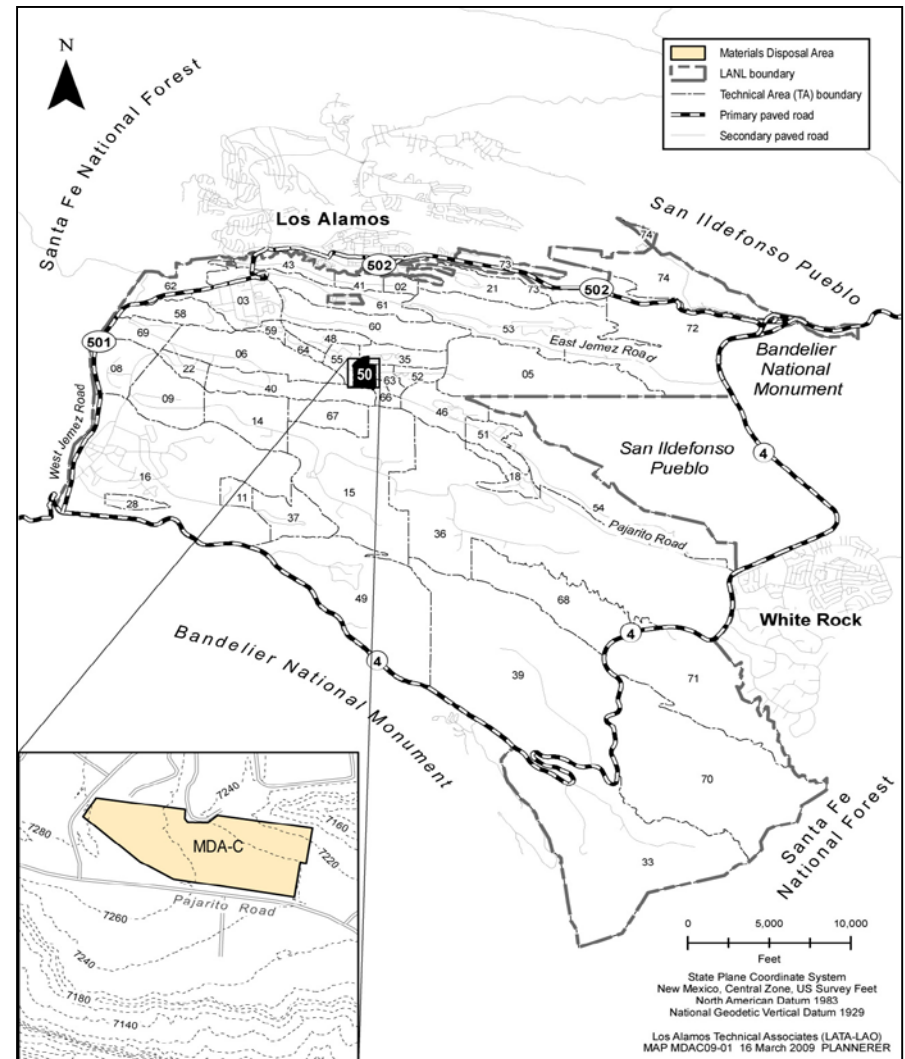 N
Materials Disposal Area
LANL boundary
Technical Area (TA) boundary
Primary paved road
Secondary paved road
Santa Fe National Forest
Los Alamos
San Ildefonso Pueblo
74
74
43
502
73
62
41
02
21
73
502
03
61
72
58
60
53
501
59
48
East Jemez Road
69
64
55
35
06
50
52
Bandelier
National
Monument
08
22
63
05
40
66
09
67
46
14
51
4
West Jemez Road
San Ildefonso
Pueblo
16
18
15
11
54
28
37
Pajarito Road
36
49
68
White Rock
4
Bandelier National Monument
4
39
71
70
Santa Fe
National Forest
33
7240
7160
7280
MDA-C
7220
Pajarito Road
7260
7240
7180
7140
0 5,000 10,000
Feet
State Plane Coordinate System
New Mexico, Central Zone, US Survey Feet
North American Datum 1983
National Geodetic Vertical Datum 1929
Los Alamos Technical Associates (LATA-LAO)
MAP MDAC09-01 16 March 2009 PLANNERER